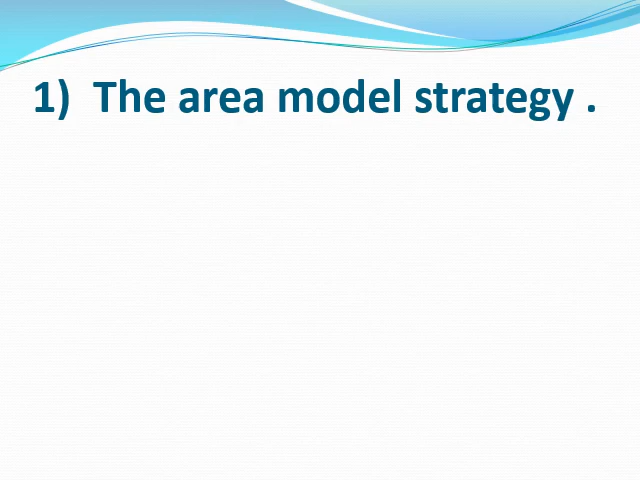 1)  The area model strategy .